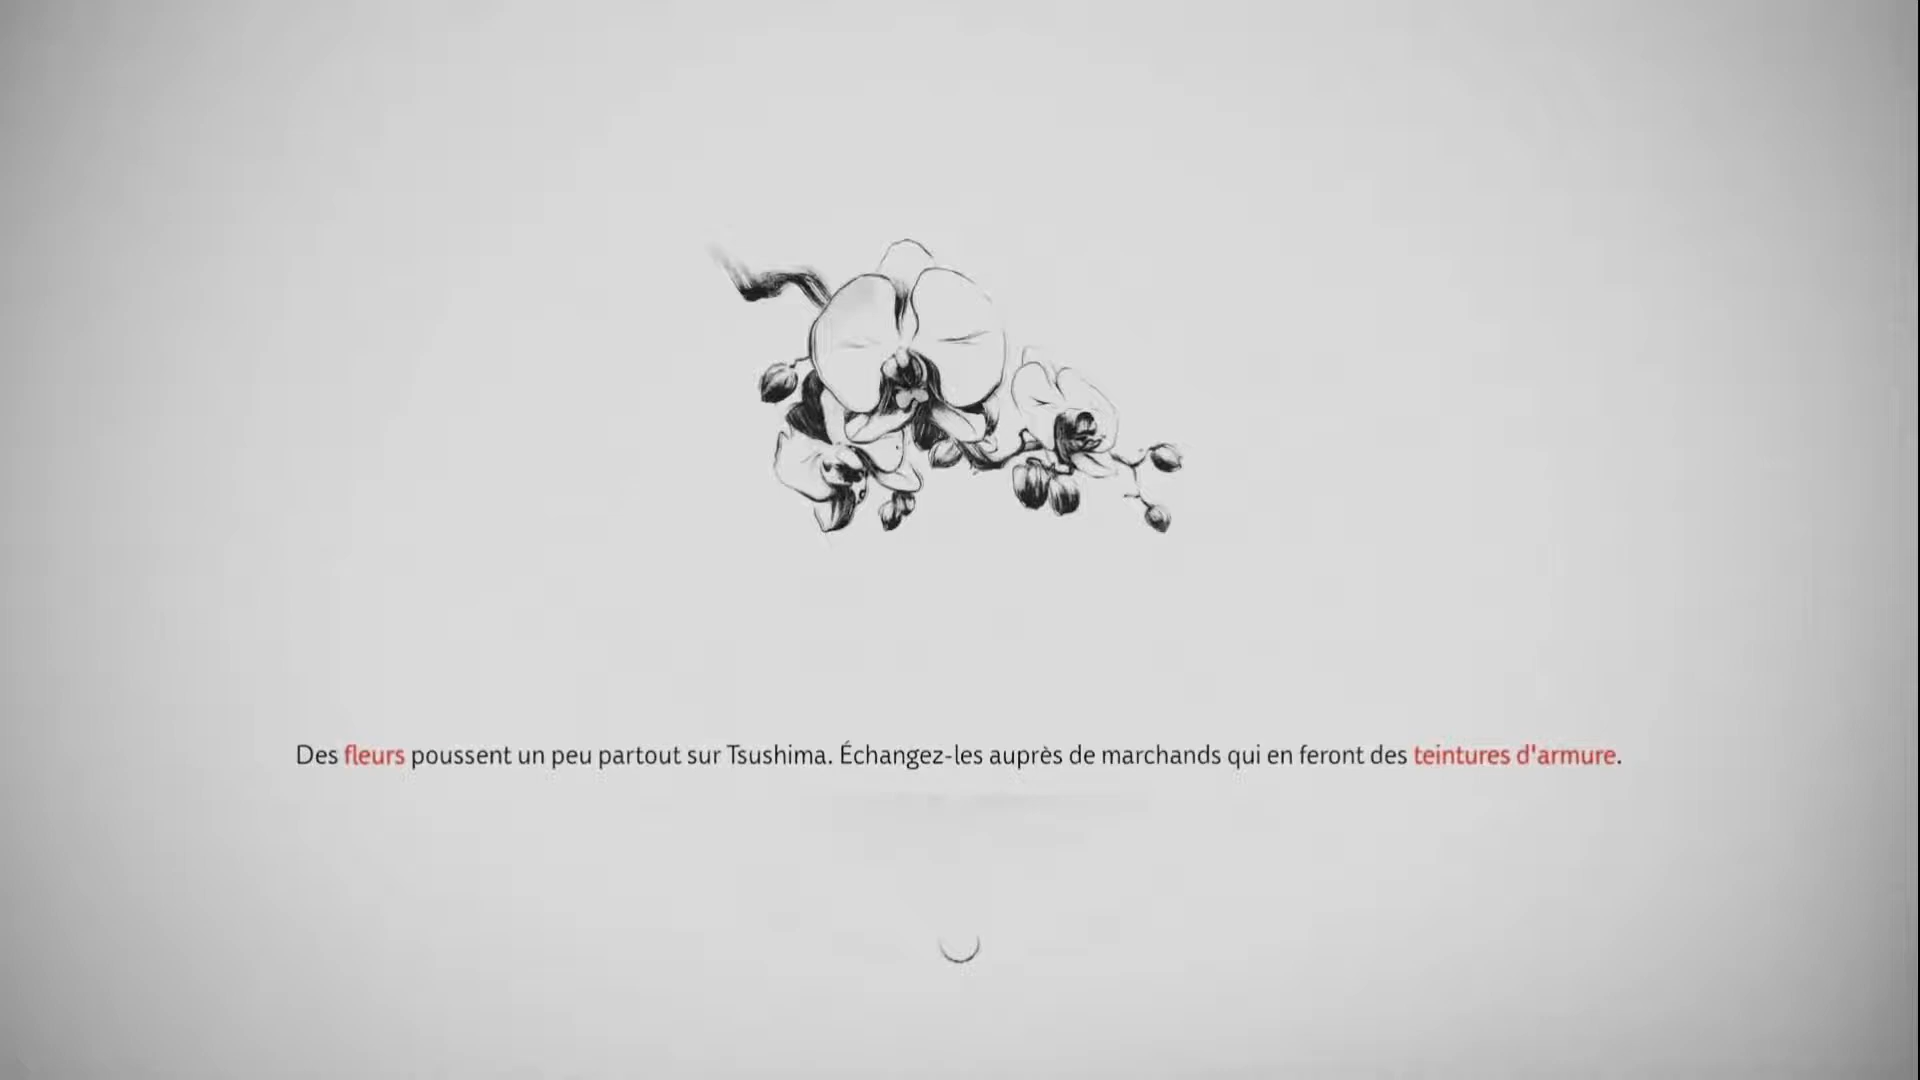 Des fleurs poussent un peu partout sur Tsushima. Échangez-les auprès de marchands qui en feront des teintures d'armure.